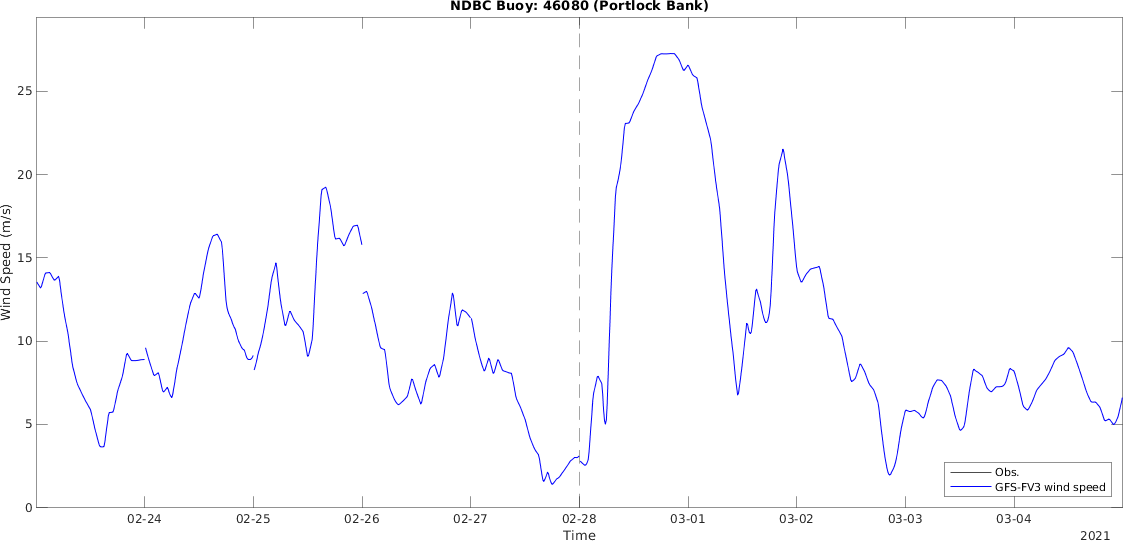 NDBC Buoy: 46080 (Portlock Bank)
Wind Speed (m/s)
25
20
15
10
5
0
02-24 02-25 02-26 02-27 02-28 03-01 03-02 03-03 03-04
Time
2021
Obs.
GFS-FV3 wind speed